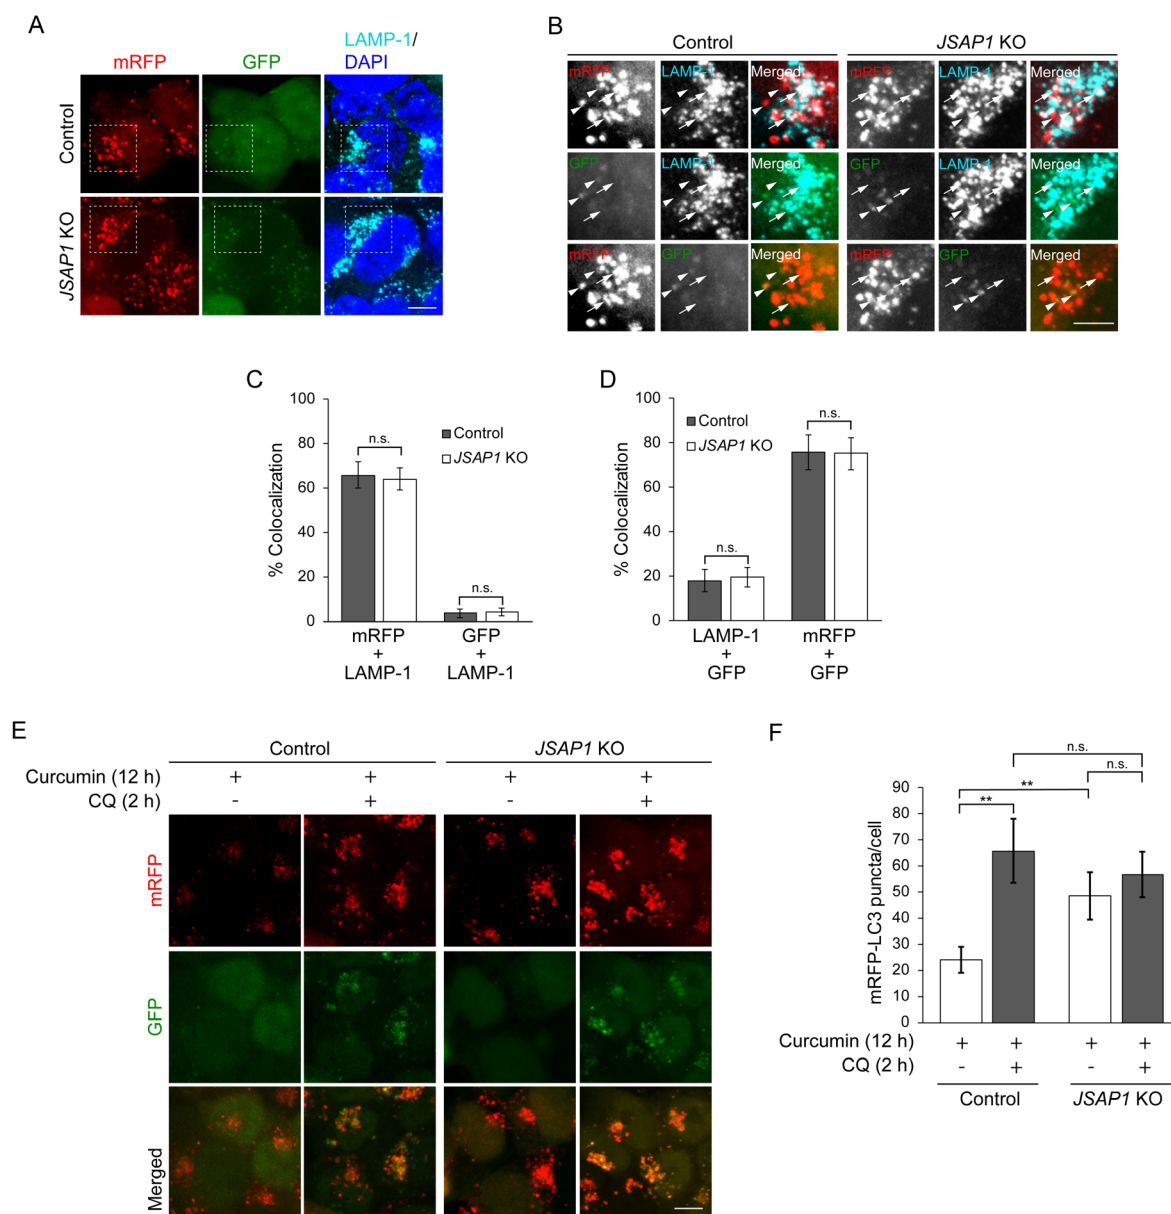 A
mRFP
GFP
LAMP-1/
DAPI
Control
JSAP1 KO
B
Control
JSAP1 KO
mRFP
LAMP-1
Merged
mRFP
LAMP-1
Merged
GFP
LAMP-1
Merged
GFP
LAMP-1
Merged
mRFP
GFP
Merged
mRFP
GFP
Merged
C
% Colocalization
100
80
60
40
20
0
n.s.
n.s.
Control
JSAP1 KO
mRFP
+
LAMP-1
GFP
+
LAMP-1
D
% Colocalization
100
80
60
40
20
0
Control
JSAP1 KO
n.s.
n.s.
LAMP-1
+
GFP
mRFP
+
GFP
E
Control
JSAP1 KO
Curcumin (12 h) + + + +
CQ (2 h) - + - +
mRFP
GFP
Merged
F
mRFP-LC3 puncta/cell
90
80
70
60
50
40
30
20
10
0
n.s.
n.s.
**
**
Curcumin (12 h) + + + +
CQ (2 h) - + - +
Control
JSAP1 KO